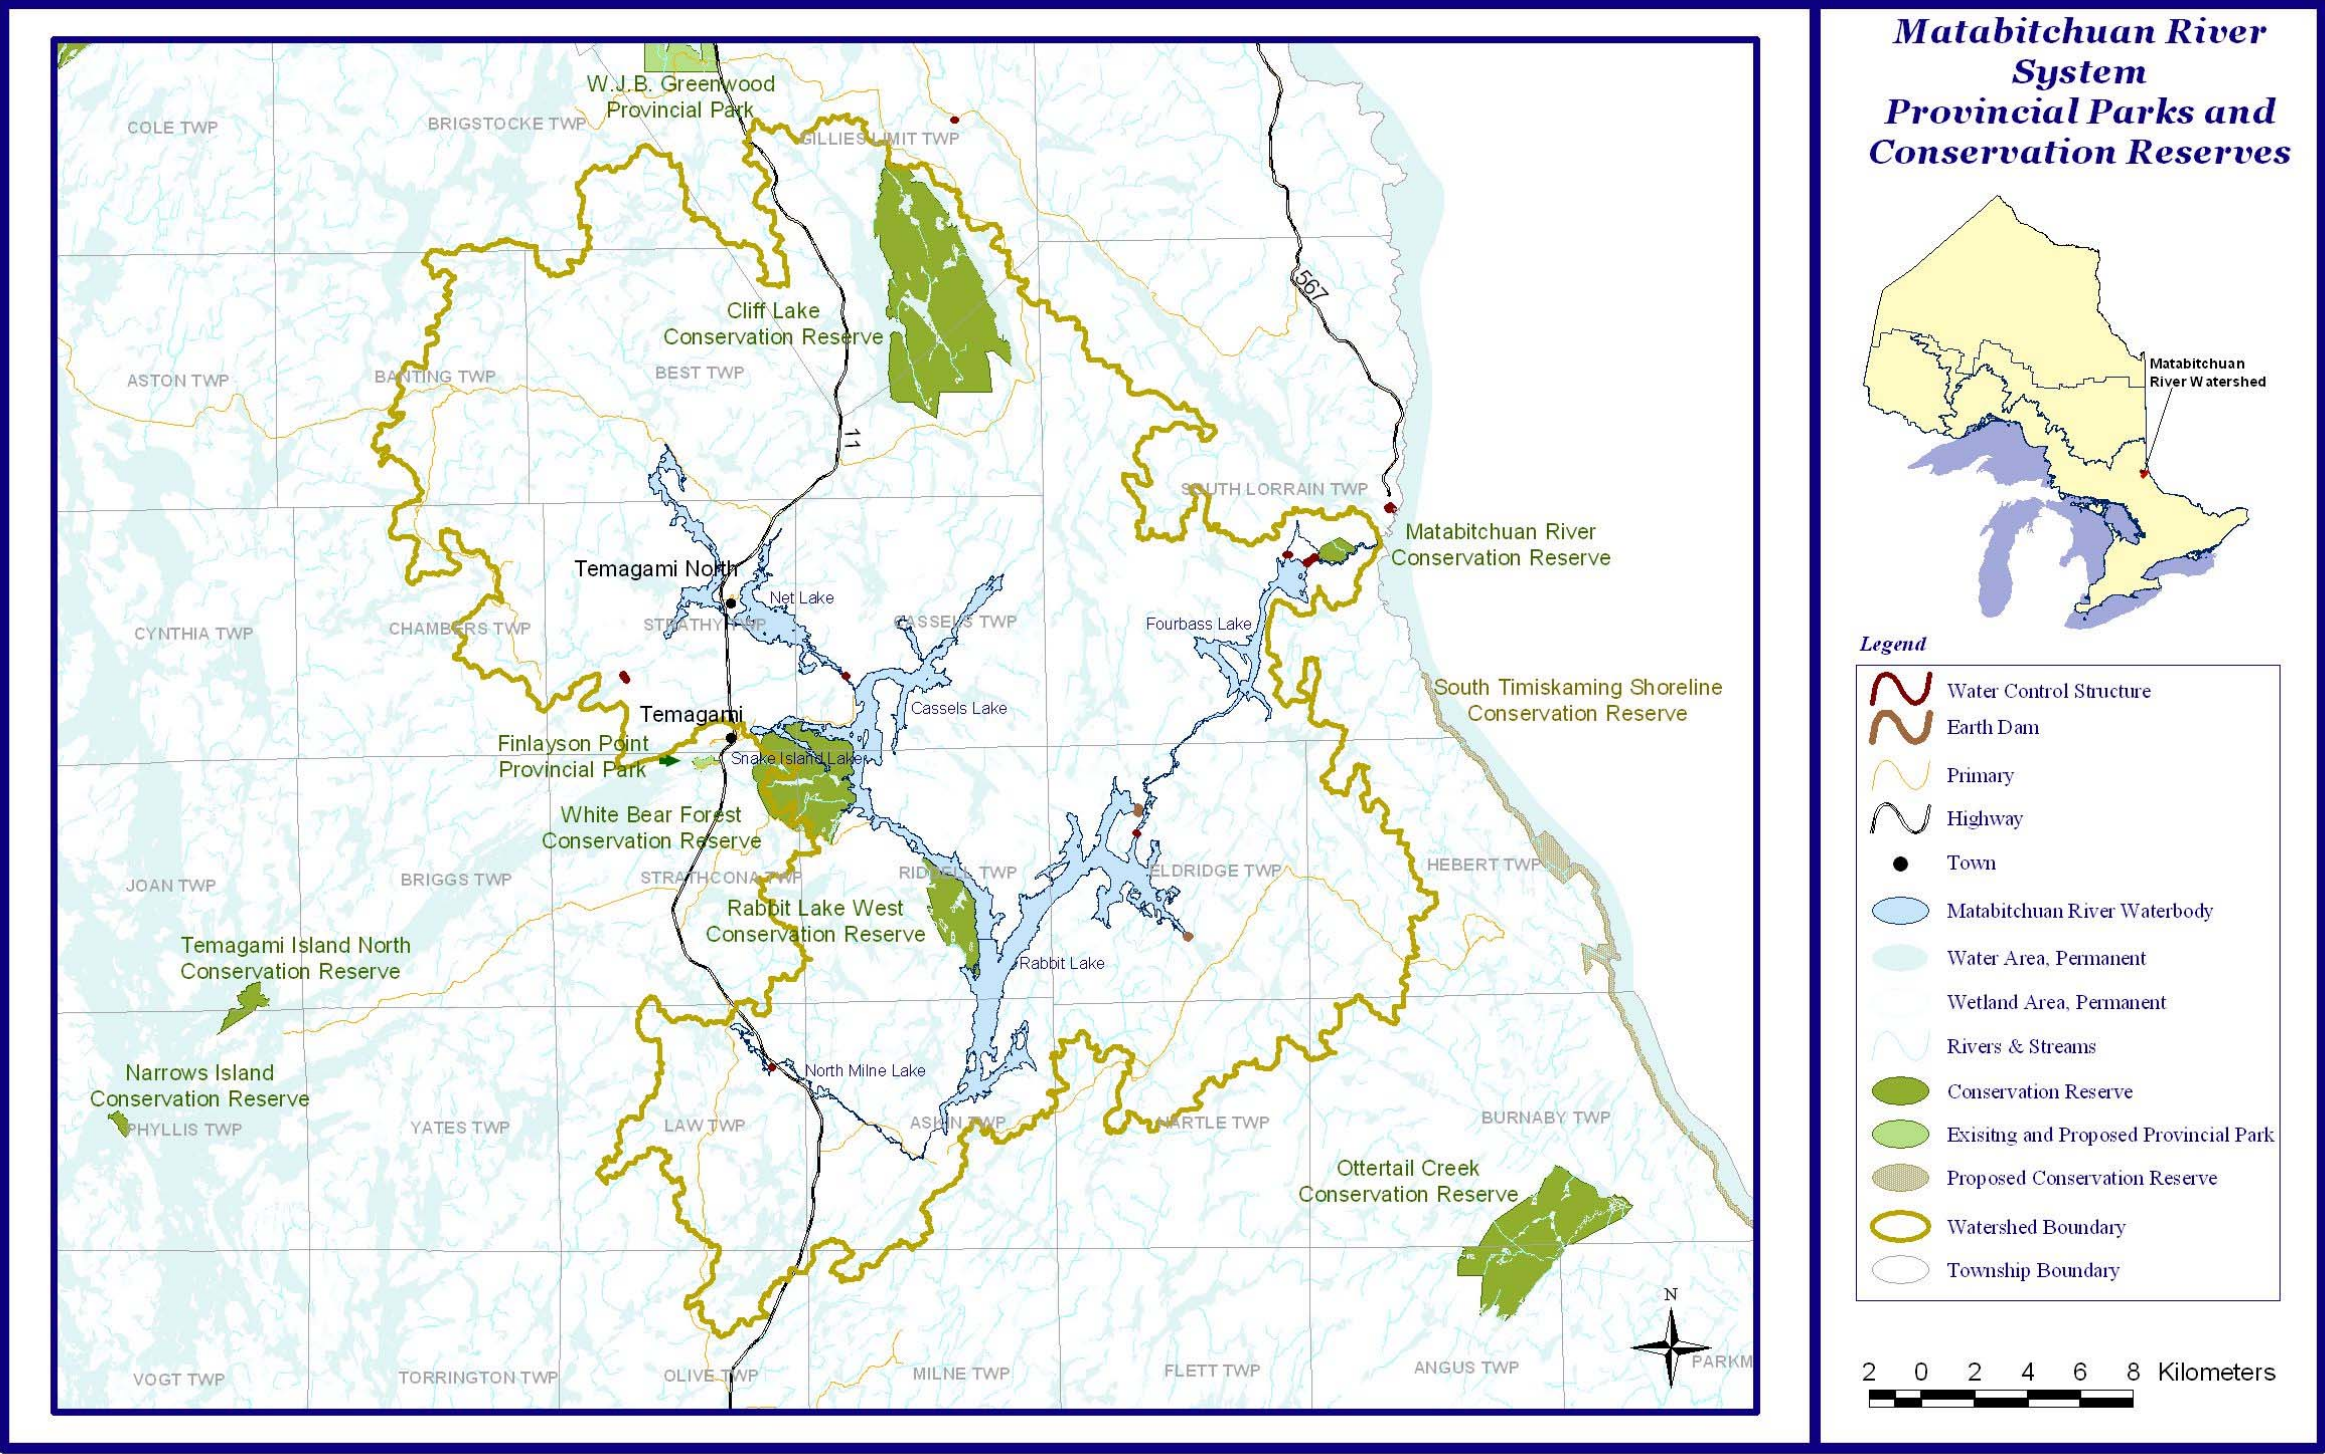 Matabitchuan River
System
Provincial Parks and
Conservation Reserves
W.J.B. Greenwood
Provincial Park
COLE TWP
BRIGSTOCKE TWP
GILLIES LIMIT TWP
567
Cliff Lake
Conservation Reserve
ASTON TWP
BANTING TWP
BEST TWP
11
SOUTH LORRAIN TWP
Matabitchuan River
Conservation Reserve
Temagami North
Net Lake
CYNTHIA TWP
CHAMBERS TWP
STRATHY TWP
CASSELS TWP
Fourbass Lake
Temagami
Cassels Lake
South Timiskaming Shoreline
Conservation Reserve
Finlayson Point
Provincial Park
Snake Island Lake
White Bear Forest
Conservation Reserve
JOAN TWP
BRIGGS TWP
STRATHCONA TWP
RIDDELL TWP
ELDRIDGE TWP
HEBERT TWP
Rabbit Lake West
Conservation Reserve
Temagami Island North
Conservation Reserve
Rabbit Lake
Narrows Island
Conservation Reserve
North Milne Lake
PHYLLIS TWP
YATES TWP
LAW TWP
ASKIN TWP
HARTLE TWP
BURNABY TWP
Ottertail Creek
Conservation Reserve
N
VOGT TWP
TORRINGTON TWP
OLIVE TWP
MILNE TWP
FLETT TWP
ANGUS TWP
PARKM
Matabitchuan
River Watershed
Legend
Water Control Structure
Earth Dam
Primary
Highway
Town
Matabitchuan River Waterbody
Water Area, Permanent
Wetland Area, Permanent
Rivers & Streams
Conservation Reserve
Exisitng and Proposed Provincial Park
Proposed Conservation Reserve
Watershed Boundary
Township Boundary
2 0 2 4 6 8 Kilometers